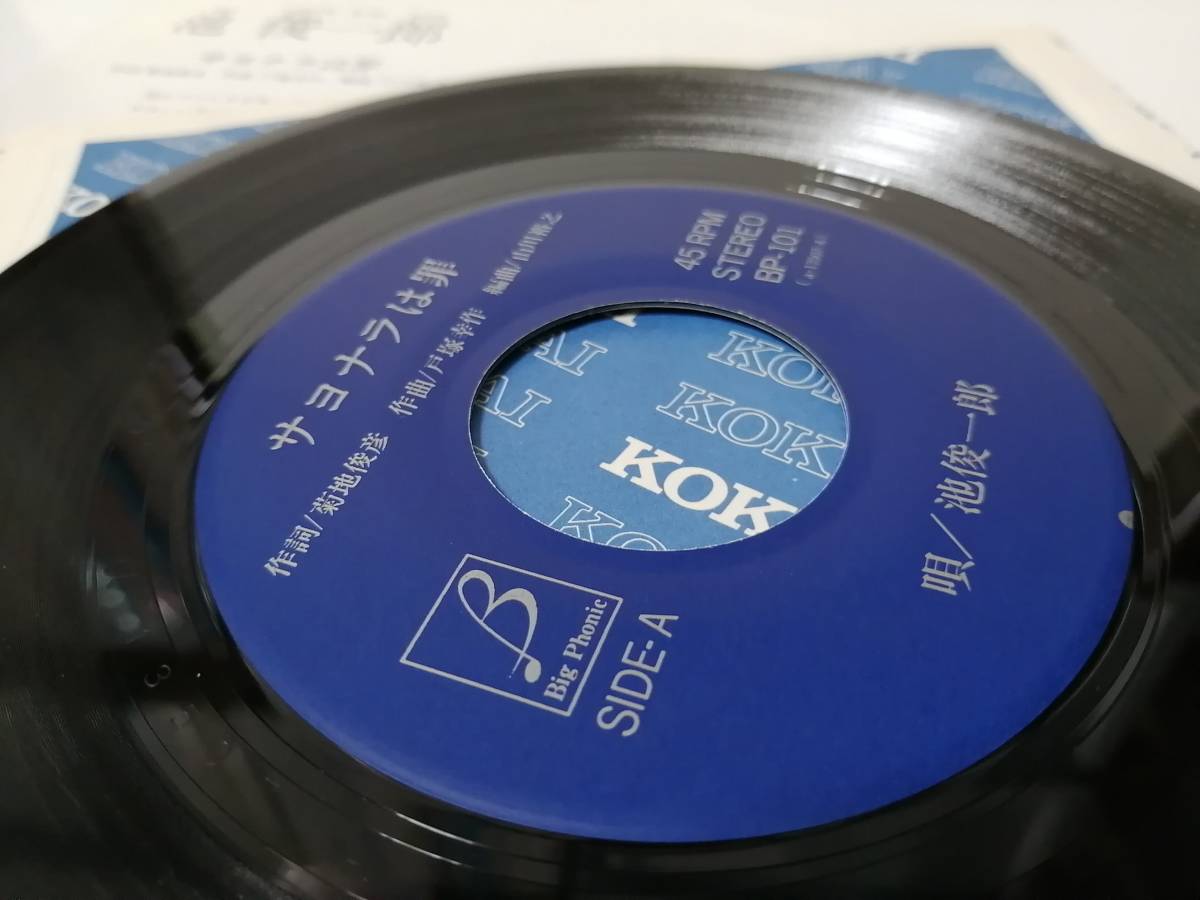 サヨナラは罪
作詞/菊地俊彦 作曲/戸塚幸作 編曲/山川裕之
45 RPM
STEREO
BP-101
唄/池俊一郎
B
Big Phonic
SIDE-A
KOK
KOK
KOK